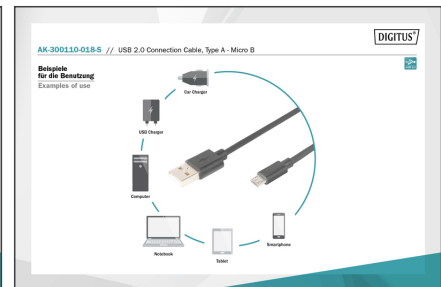 DIGITUS®
AK-300110-018-S // USB 2.0 Connection Cable, Type A - Micro B
Beispiele
für die Benutzung
Examples of use
Car Charger
USB Charger
Computer
Notebook
Tablet
Smartphone